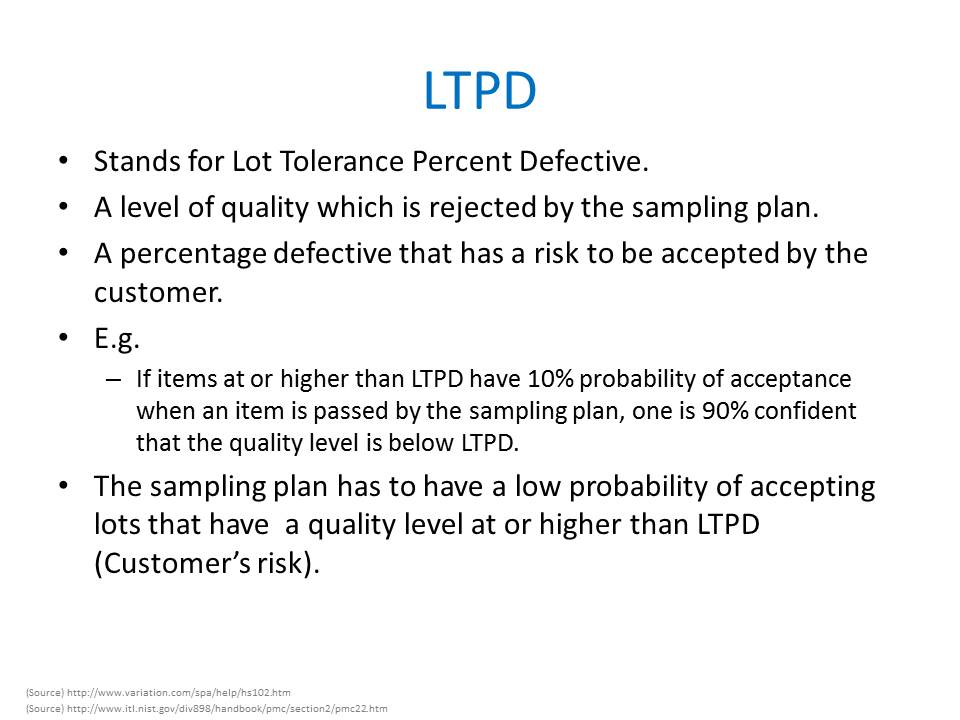 LTPD
• Stands for Lot Tolerance Percent Defective.
• A level of quality which is rejected by the sampling plan.
• A percentage defective that has a risk to be accepted by the
customer.
• E.g.
– If items at or higher than LTPD have 10% probability of acceptance
when an item is passed by the sampling plan, one is 90% confident
that the quality level is below LTPD.
• The sampling plan has to have a low probability of accepting
lots that have  a quality level at or higher than LTPD
(Customer’s risk).
(Source) http://www.variation.com/spa/help/hs102.htm
(Source) http://www.itl.nist.gov/div898/handbook/pmc/section2/pmc22.htm